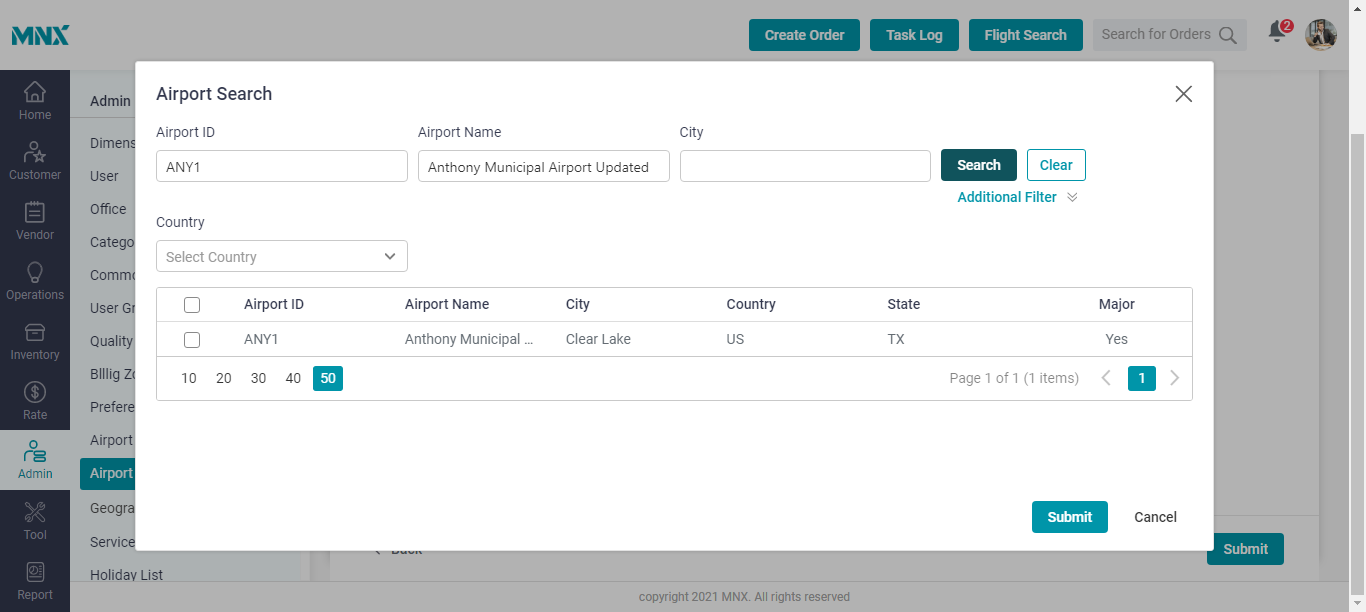 MNX
Create Order
Task Log
Flight Search
Search for Orders
2
Home
Customer
Vendor
Operations
Inventory
Rate
Admin
Tool
Report
Admin
Dimens
User
Office
Catego
Commo
User Gr
Quality
Blllig Zo
Prefere
Airport
Airport
Geogra
Service
Holiday List
Airport Search
Airport ID
Airport Name
City
ANY1
Anthony Municipal Airport Updated
Search
Clear
Additional Filter
Country
Select Country
Airport ID Airport Name City Country State Major
ANY1 Anthony Municipal ... Clear Lake US TX Yes
10 20 30 40 50
Page 1 of 1 (1 items)
1
Submit
Cancel
Back
Submit
copyright 2021 MNX. All rights reserved